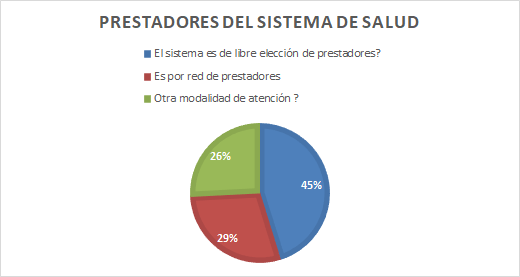 PRESTADORES DEL SISTEMA DE SALUD
El sistema es de libre elección de prestadores?
Es por red de prestadores
Otra modalidad de atención ?
26%
45%
29%